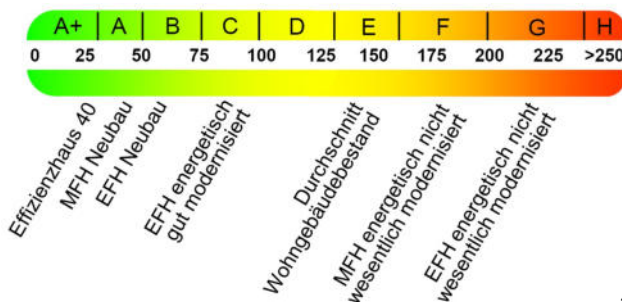 A+ A B C D E F G H
0 25 50 75 100 125 150 175 200 225 >250
Effizienzhaus 40
MFH Neubau
EFH Neubau
EFH energetisch
gut modernisiert
Durchschnitt
Wohngebäudebestand
MFH energetisch nicht
wesentlich modernisiert
EFH energetisch nicht
wesentlich modernisiert